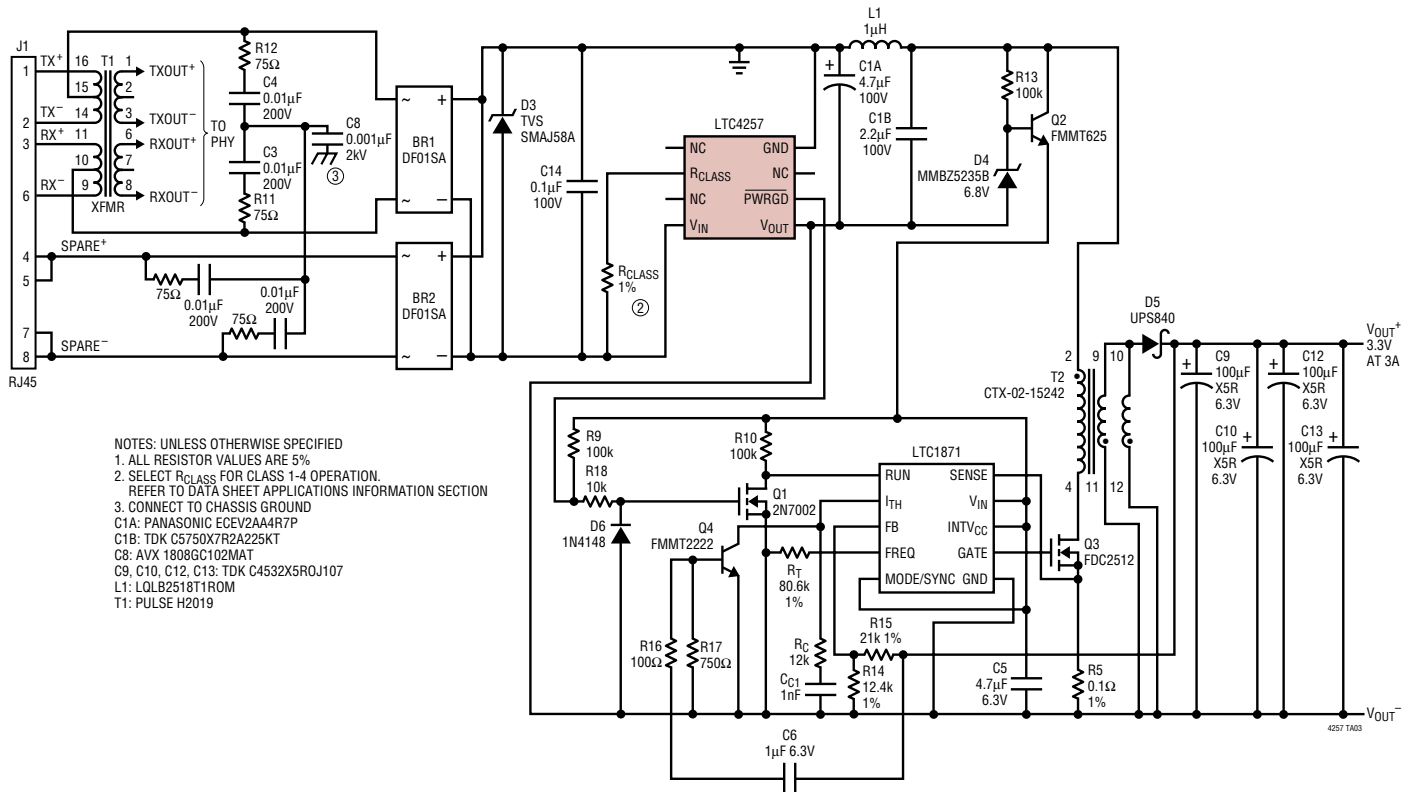 J1
1
TX+
16
T1
1
TXOUT+
15
2
2
TX−
14
3
TXOUT−
3
RX+
11
6
RXOUT+
10
7
6
RX−
9
8
RXOUT−
XFMR
TO
PHY
R12
75Ω
C4
0.01µF
200V
C3
0.01µF
200V
R11
75Ω
C8
0.001µF
2kV
3
~
+
BR1
DF01SA
~
−
SPARE+
4
5
7
8
SPARE−
RJ45
75Ω
0.01µF
200V
75Ω
0.01µF
200V
~
+
BR2
DF01SA
~
−
D3
TVS
SMAJ58A
C14
0.1µF
100V
RCLASS
1%
2
LTC4257
NC
GND
RCLASS
NC
NC
PWRGD
VIN
VOUT
L1
1µH
+
C1A
4.7µF
100V
C1B
2.2µF
100V
R13
100k
Q2
FMMT625
D4
MMBZ5235B
6.8V
D5
UPS840
2
9
10
T2
CTX-02-15242
4
11
12
+
C9
100µF
X5R
6.3V
C10
100µF
X5R
6.3V
+
+
C12
100µF
X5R
6.3V
C13
100µF
X5R
6.3V
+
VOUT+
3.3V
AT 3A
NOTES: UNLESS OTHERWISE SPECIFIED
1. ALL RESISTOR VALUES ARE 5%
2. SELECT RCLASS FOR CLASS 1-4 OPERATION.
REFER TO DATA SHEET APPLICATIONS INFORMATION SECTION
3. CONNECT TO CHASSIS GROUND
C1A: PANASONIC ECEV2AA4R7P
C1B: TDK C5750X7R2A225KT
C8: AVX 1808GC102MAT
C9, C10, C12, C13: TDK C4532X5ROJ107
L1: LQLB2518T1ROM
T1: PULSE H2019
R9
100k
R18
10k
R10
100k
Q1
2N7002
D6
1N4148
Q4
FMMT2222
RT
80.6k
1%
LTC1871
RUN
SENSE
ITH
VIN
FB
INTVCC
FREQ
GATE
MODE/SYNC
GND
Q3
FDC2512
R16
100Ω
R17
750Ω
RC
12k
CC1
1nF
R15
21k 1%
R14
12.4k
1%
C5
4.7µF
6.3V
R5
0.1Ω
1%
C6
1µF 6.3V
VOUT−
4257 TA03